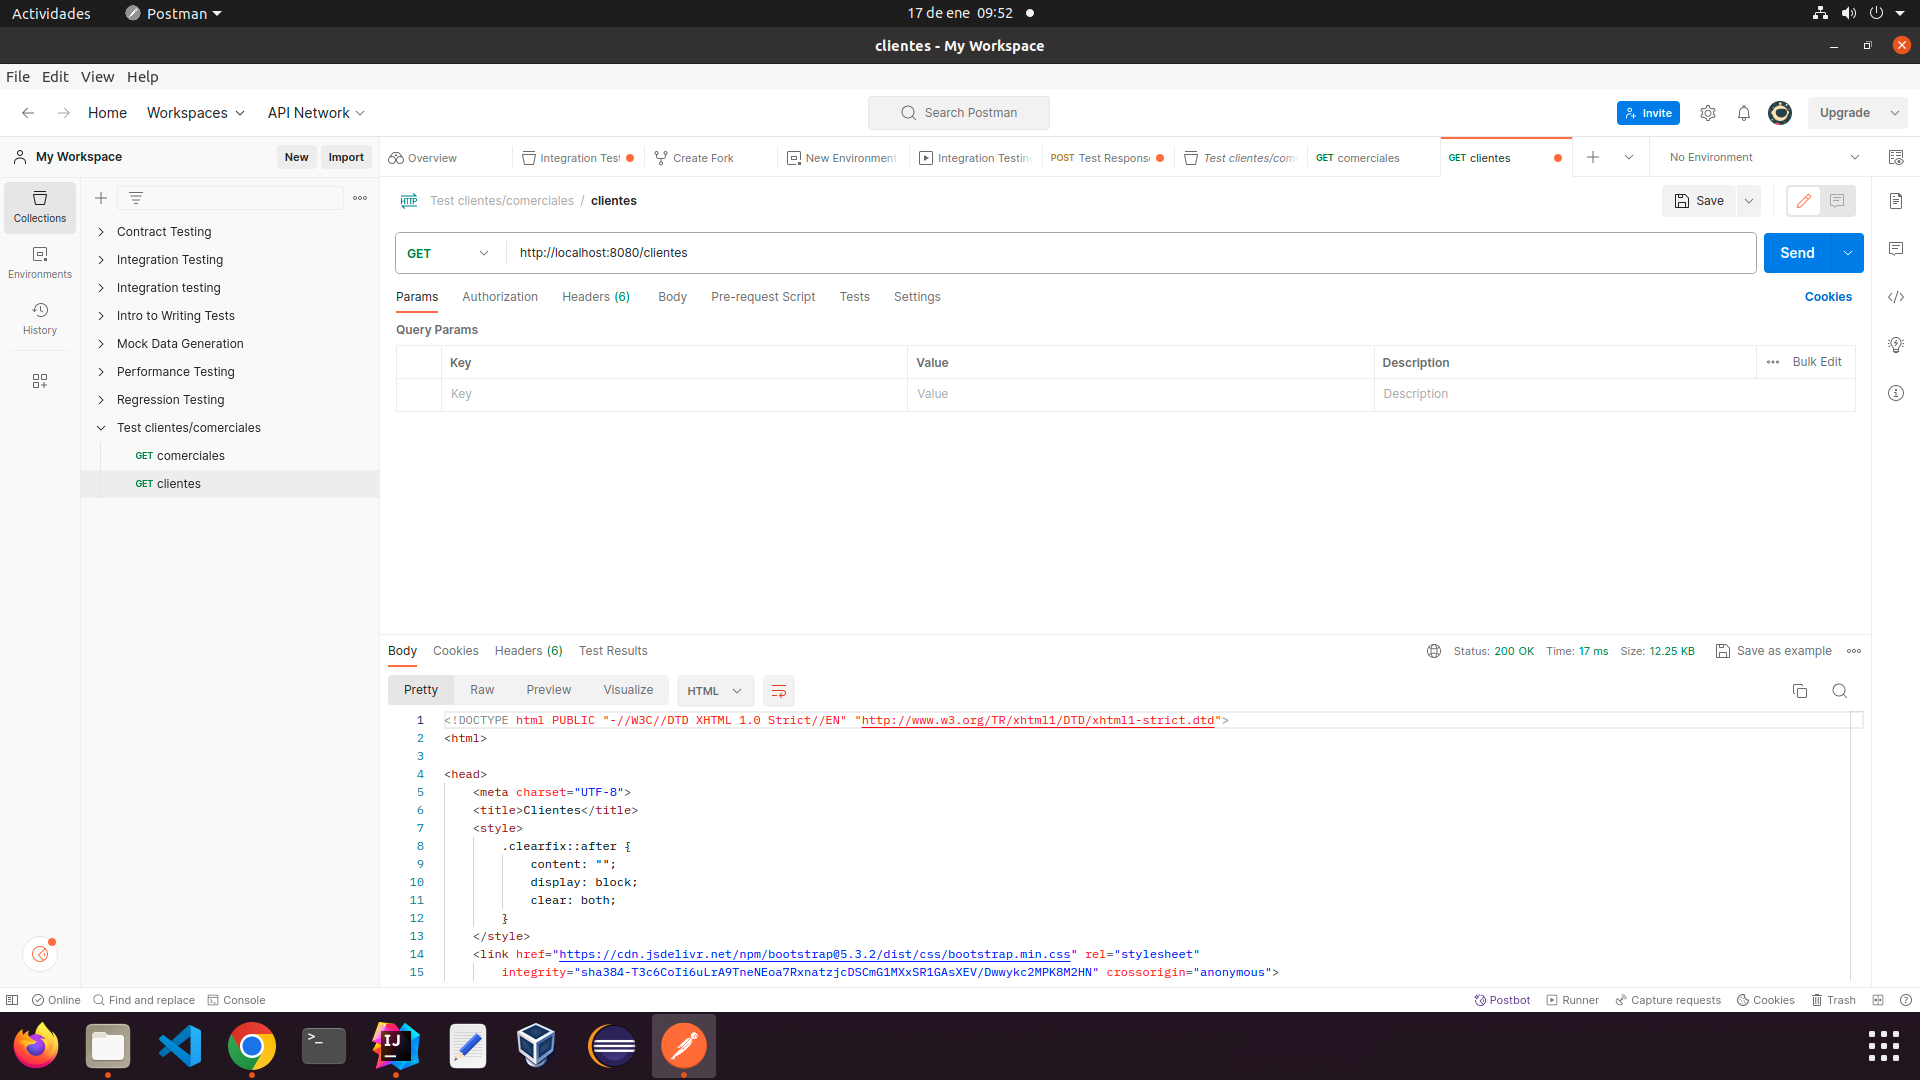 Actividades
Postman
17 de ene 09:52
clientes - My Workspace
File Edit View Help
Home Workspaces API Network
Search Postman
Invite
Upgrade
My Workspace
New Import
Overview
Integration Tes
Create Fork
New Environment
Integration Testin
POST Test Respons
Test clientes/com
GET comerciales
GET clientes
No Environment
Collections
Environments
History
Contract Testing
Integration Testing
Integration testing
Intro to Writing Tests
Mock Data Generation
Performance Testing
Regression Testing
Test clientes/comerciales
GET comerciales
GET clientes
HTTP Test clientes/comerciales / clientes
Save
GET http://localhost:8080/clientes
Send
Params Authorization Headers (6) Body Pre-request Script Tests Settings
Cookies
Query Params
Key Value Description Bulk Edit
Key Value Description
Body Cookies Headers (6) Test Results
Status: 200 OK Time: 17 ms Size: 12.25 KB Save as example
Pretty Raw Preview Visualize HTML
1 <!DOCTYPE html PUBLIC "-//W3C//DTD XHTML 1.0 Strict//EN" "http://www.w3.org/TR/xhtml1/DTD/xhtml1-strict.dtd">
2 <html>
3
4 <head>
5 <meta charset="UTF-8">
6 <title>Clientes</title>
7 <style>
8 .clearfix::after {
9 content: "";
10 display: block;
11 clear: both;
12 }
13 </style>
14 <link href="https://cdn.jsdelivr.net/npm/bootstrap@5.3.2/dist/css/bootstrap.min.css" rel="stylesheet"
15 integrity="sha384-T3c6CoIi6uLrA9TneNEoa7RxnatzjcDSCmG1MXxSR1GAsXEV/Dwwykc2MPK8M2HN" crossorigin="anonymous">
Online Find and replace Console
Postbot Runner Capture requests Cookies Trash
>_
IJ